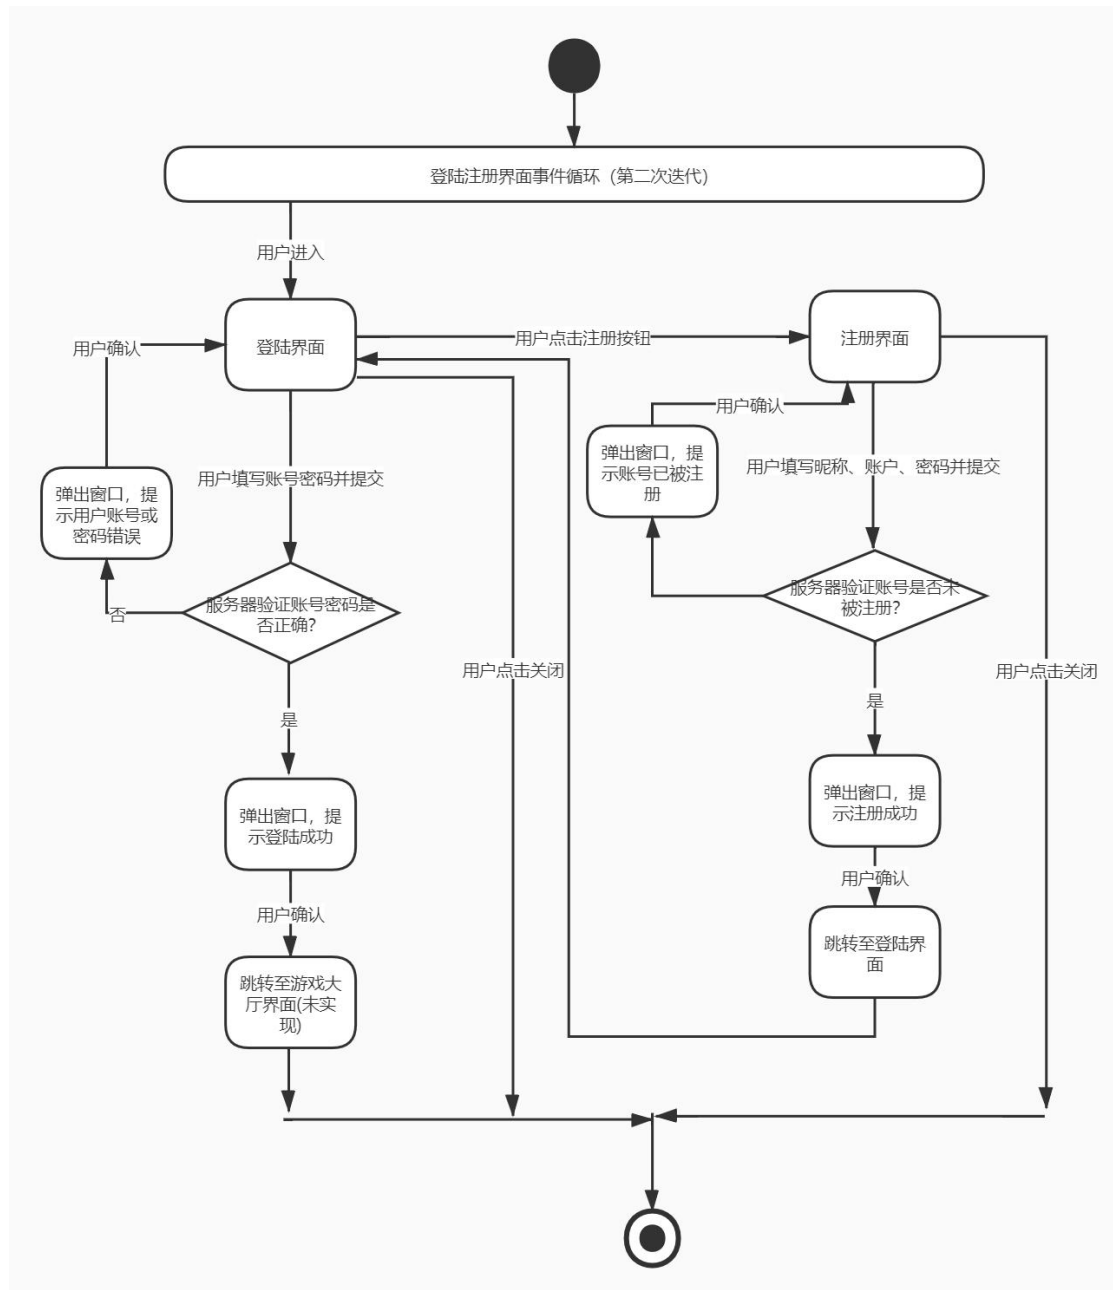 登陆注册界面事件循环（第二次迭代）
用户进入
登陆界面
用户点击注册按钮
注册界面
用户确认
用户确认
弹出窗口，提
示账号已被注
册
用户填写昵称、账户、密码并提交
用户填写账号密码并提交
弹出窗口，提
示用户账号或
密码错误
服务器验证账号密码是
否正确？
否
服务器验证账号是否未
被注册？
用户点击关闭
用户点击关闭
是
是
弹出窗口，提
示登陆成功
弹出窗口，提
示注册成功
用户确认
用户确认
跳转至游戏大
厅界面(未实
现)
跳转至登陆界
面